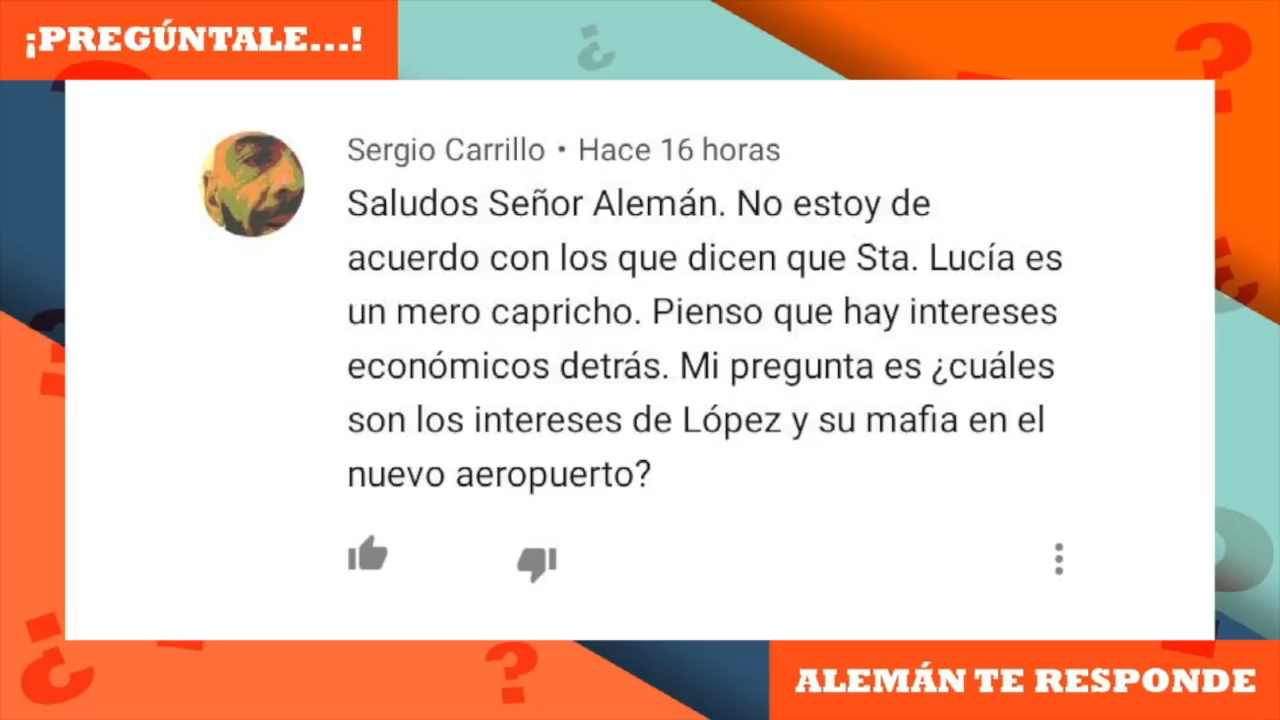 ¡PREGÚNTALE...!
Sergio Carrillo • Hace 16 horas
Saludos Señor Alemán. No estoy de
acuerdo con los que dicen que Sta. Lucía es
un mero capricho. Pienso que hay intereses
económicos detrás. Mi pregunta es ¿cuáles
son los intereses de López y su mafia en el
nuevo aeropuerto?
ALEMÁN TE RESPONDE